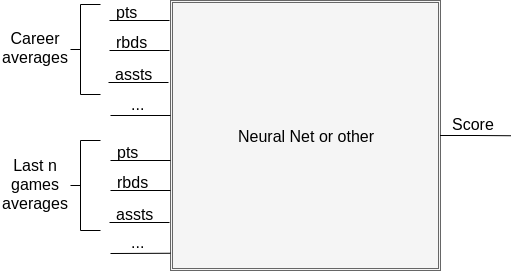 Career
averages
pts
rbds
assts
...
Last n
games
averages
pts
rbds
assts
...
Neural Net or other
Score